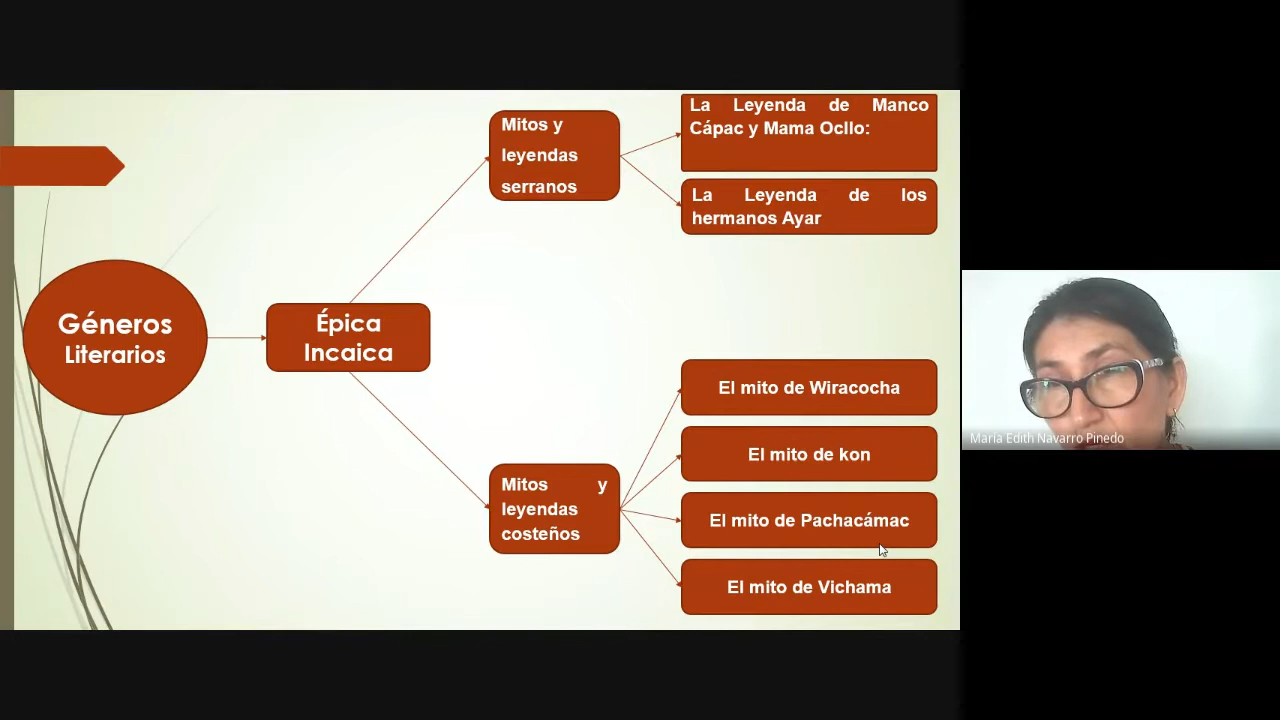 Géneros
Literarios
Épica
Incaica
Mitos y
leyendas
serranos
La Leyenda de Manco
Cápac y Mama Ocllo:
La Leyenda de los
hermanos Ayar
Mitos y
leyendas
costeños
El mito de Wiracocha
El mito de kon
El mito de Pachacámac
El mito de Vichama
María Edith Navarro Pinedo